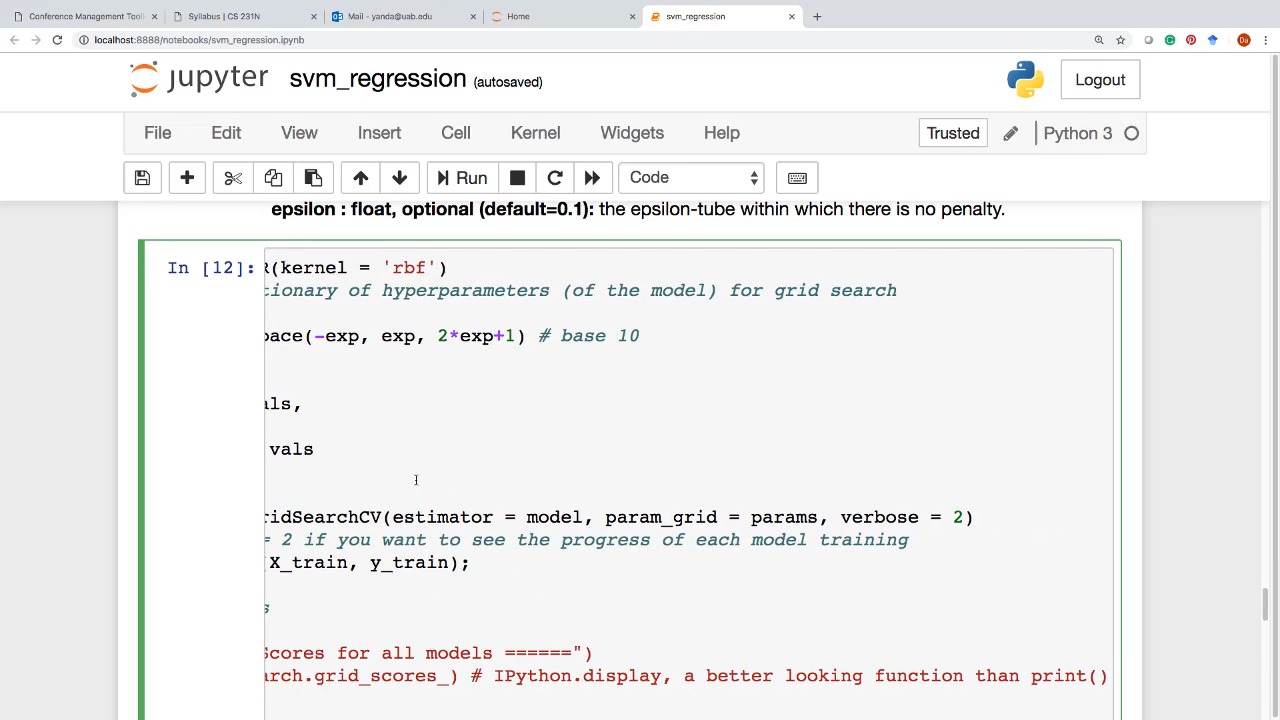 Conference Management Toolk
Syllabus | CS 231N
Mail - yanda@uab.edu
Home
svm_regression
localhost:8888/notebooks/svm_regression.ipynb
Da
jupyter
svm_regression (autosaved)
Logout
File Edit View Insert Cell Kernel Widgets Help
Trusted
Python 3
Run
Code
epsilon : float, optional (default=0.1): the epsilon-tube within which there is no penalty.
In [12]:
R(kernel = 'rbf')
tionary of hyperparameters (of the model) for grid search
pace(-exp, exp, 2*exp+1) # base 10
als,
vals
ridSearchCV(estimator = model, param_grid = params, verbose = 2)
= 2 if you want to see the progress of each model training
(X_train, y_train);
s
Scores for all models ======")
arch.grid_scores_) # IPython.display, a better looking function than print()